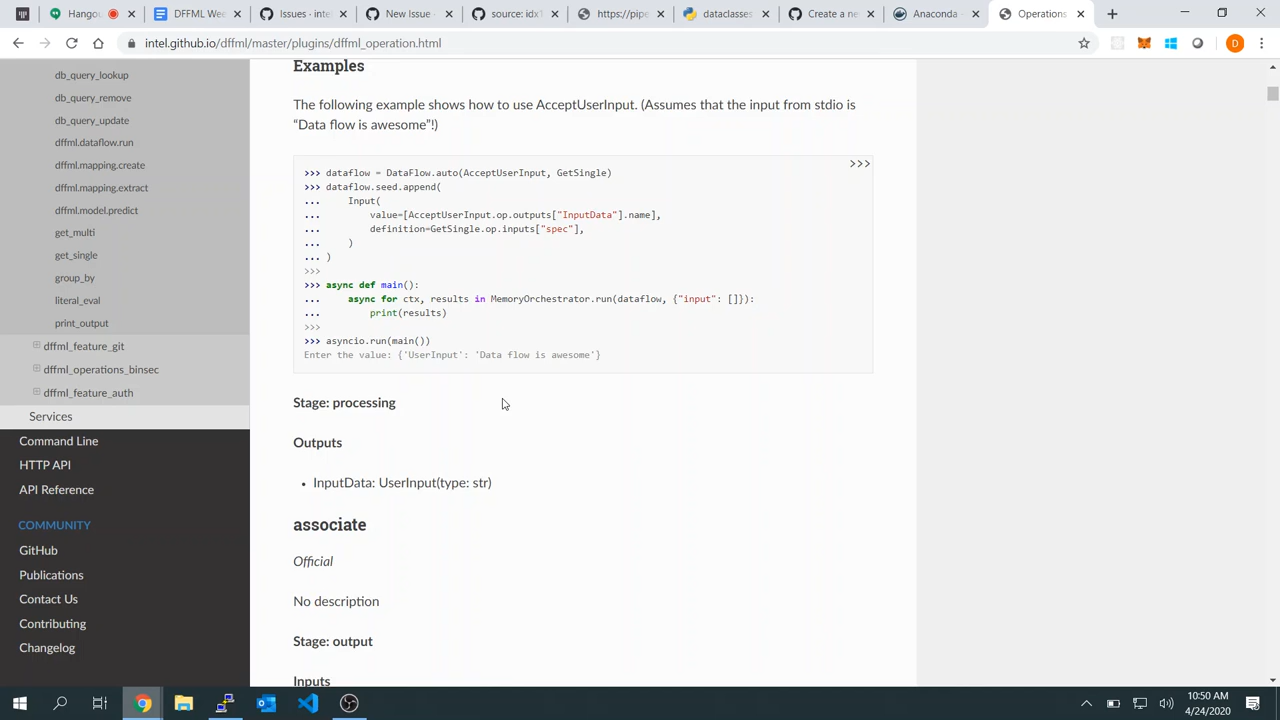 Hangou
DFFML Wee
Issues · inte
New Issue ·
source: idx1
https://pipe
dataclasses
Create a ne
Anaconda -
Operations
intel.github.io/dffml/master/plugins/dffml_operation.html
D
db_query_lookup
db_query_remove
db_query_update
dffml.dataflow.run
dffml.mapping.create
dffml.mapping.extract
dffml.model.predict
get_multi
get_single
group_by
literal_eval
print_output
dffml_feature_git
dffml_operations_binsec
dffml_feature_auth
Services
Command Line
HTTP API
API Reference
COMMUNITY
GitHub
Publications
Contact Us
Contributing
Changelog
Examples
The following example shows how to use AcceptUserInput. (Assumes that the input from stdio is
“Data flow is awesome”!)
>>>
>>> dataflow = DataFlow.auto(AcceptUserInput, GetSingle)
>>> dataflow.seed.append(
...     Input(
...         value=[AcceptUserInput.op.outputs["InputData"].name],
...         definition=GetSingle.op.inputs["spec"],
...     )
... )
>>>
>>> async def main():
...     async for ctx, results in MemoryOrchestrator.run(dataflow, {"input": []}):
...         print(results)
>>>
>>> asyncio.run(main())
Enter the value: {'UserInput': 'Data flow is awesome'}
Stage: processing
Outputs
• InputData: UserInput(type: str)
associate
Official
No description
Stage: output
Inputs
10:50 AM
4/24/2020